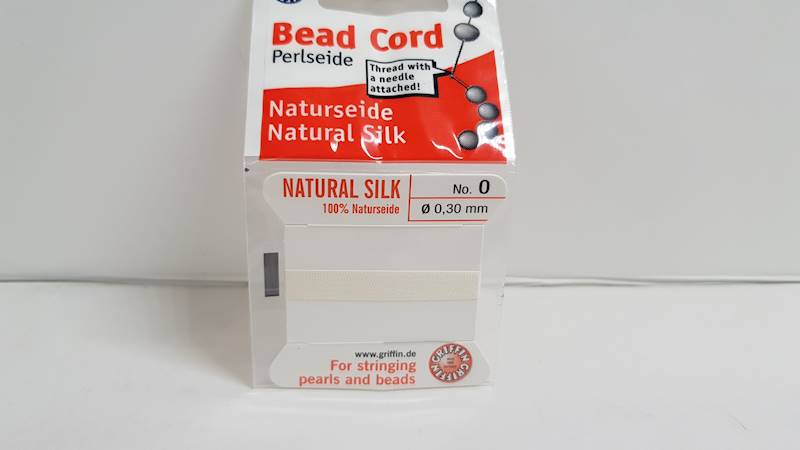 Bead Cord
Perlseide
Thread with
a needle
attached!
Naturseide
Natural Silk
NATURAL SILK
100% Naturseide
No. 0
Ø 0,30 mm
www.griffin.de
For stringing
pearls and beads
GRIFFIN GRIFFIN